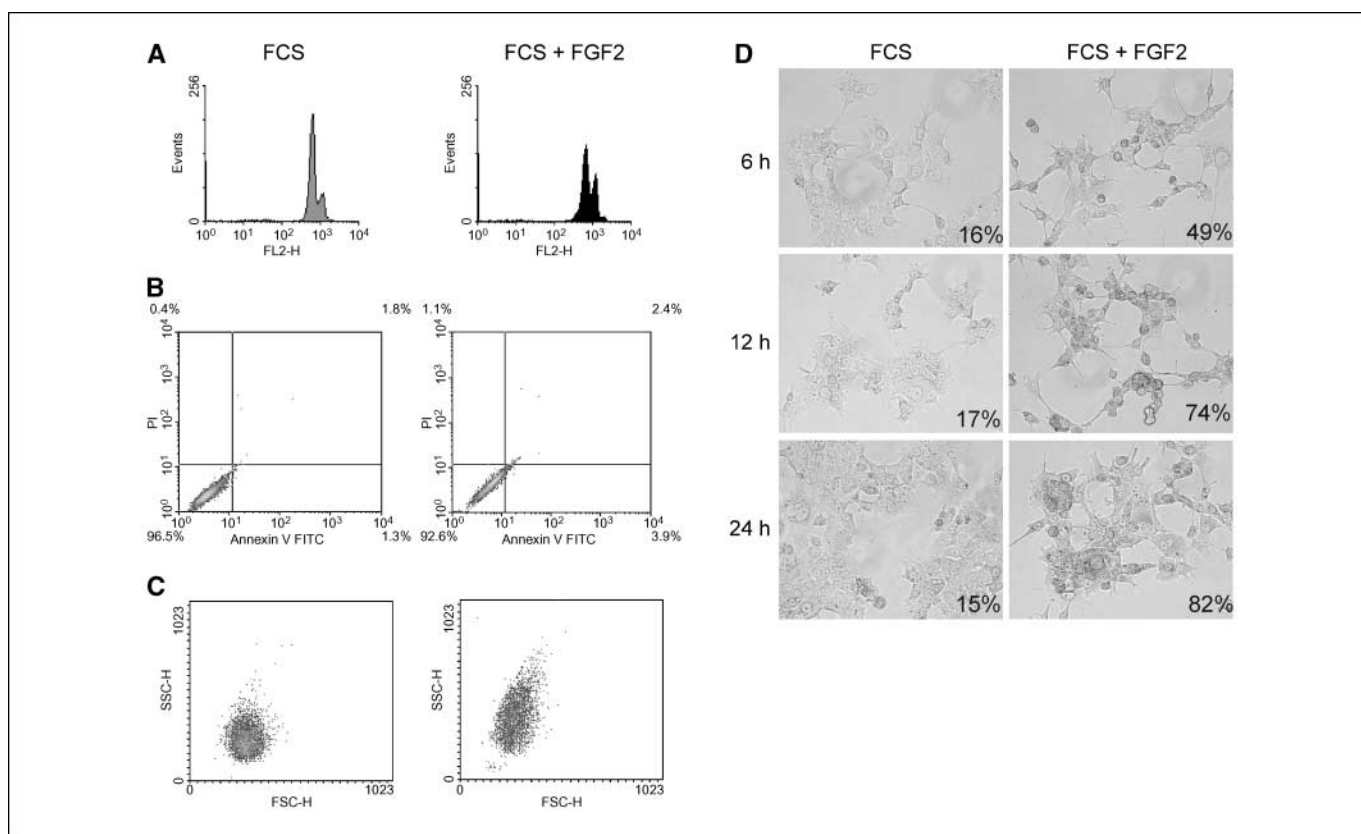 A
FCS
FCS + FGF2
256
Events
0
10⁰ 10¹ 10² 10³ 10⁴
FL2-H
256
Events
0
10⁰ 10¹ 10² 10³ 10⁴
FL2-H
B
0.4% 1.8%
PI
10⁴
10³
10²
10¹
10⁰
10⁰ 10¹ 10² 10³ 10⁴
96.5% Annexin V FITC 1.3%
1.1% 2.4%
PI
10⁴
10³
10²
10¹
10⁰
10⁰ 10¹ 10² 10³ 10⁴
92.6% Annexin V FITC 3.9%
C
1023
SSC-H
0
0 1023
FSC-H
1023
SSC-H
0
0 1023
FSC-H
D
FCS FCS + FGF2
6 h
16% 49%
12 h
17% 74%
24 h
15% 82%